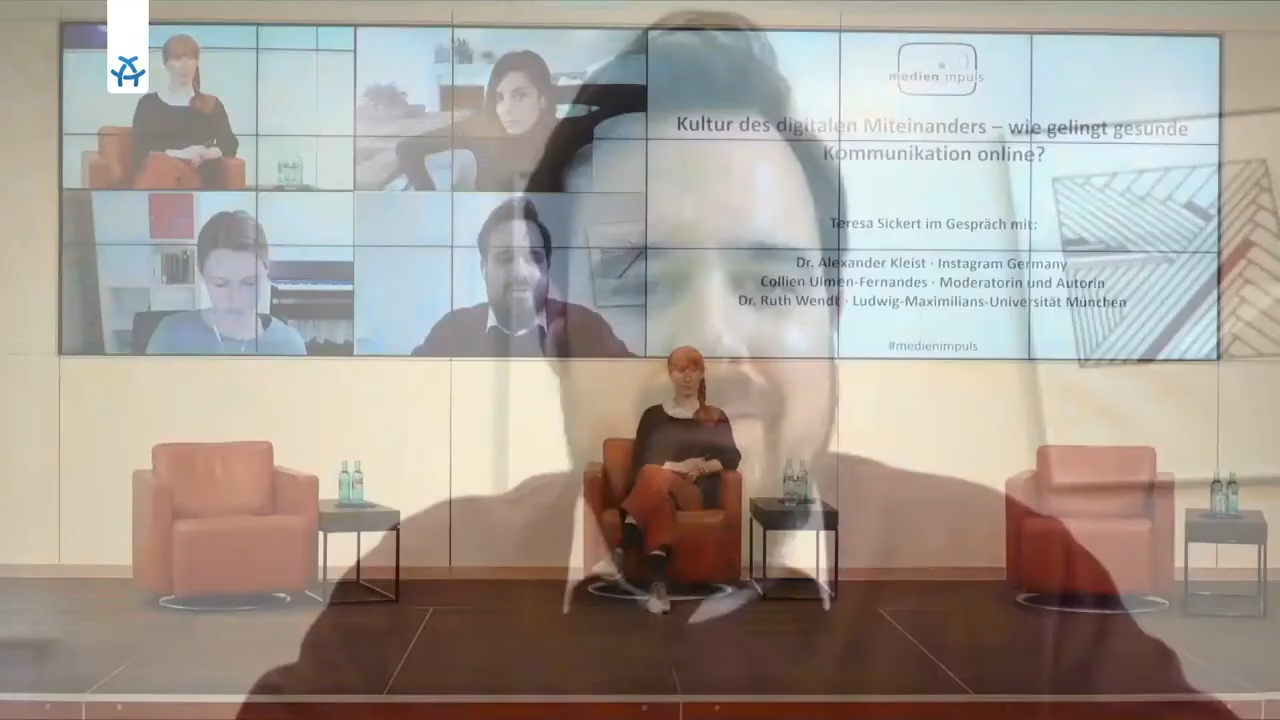 medien impuls
Kultur des digitalen Miteinanders – wie gelingt gesunde
Kommunikation online?
Teresa Sickert im Gespräch mit:
Dr. Alexander Kleist · Instagram Germany
Collien Ulmen-Fernandes · Moderatorin und Autorin
Dr. Ruth Wendt · Ludwig-Maximilians-Universität München
#medienimpuls